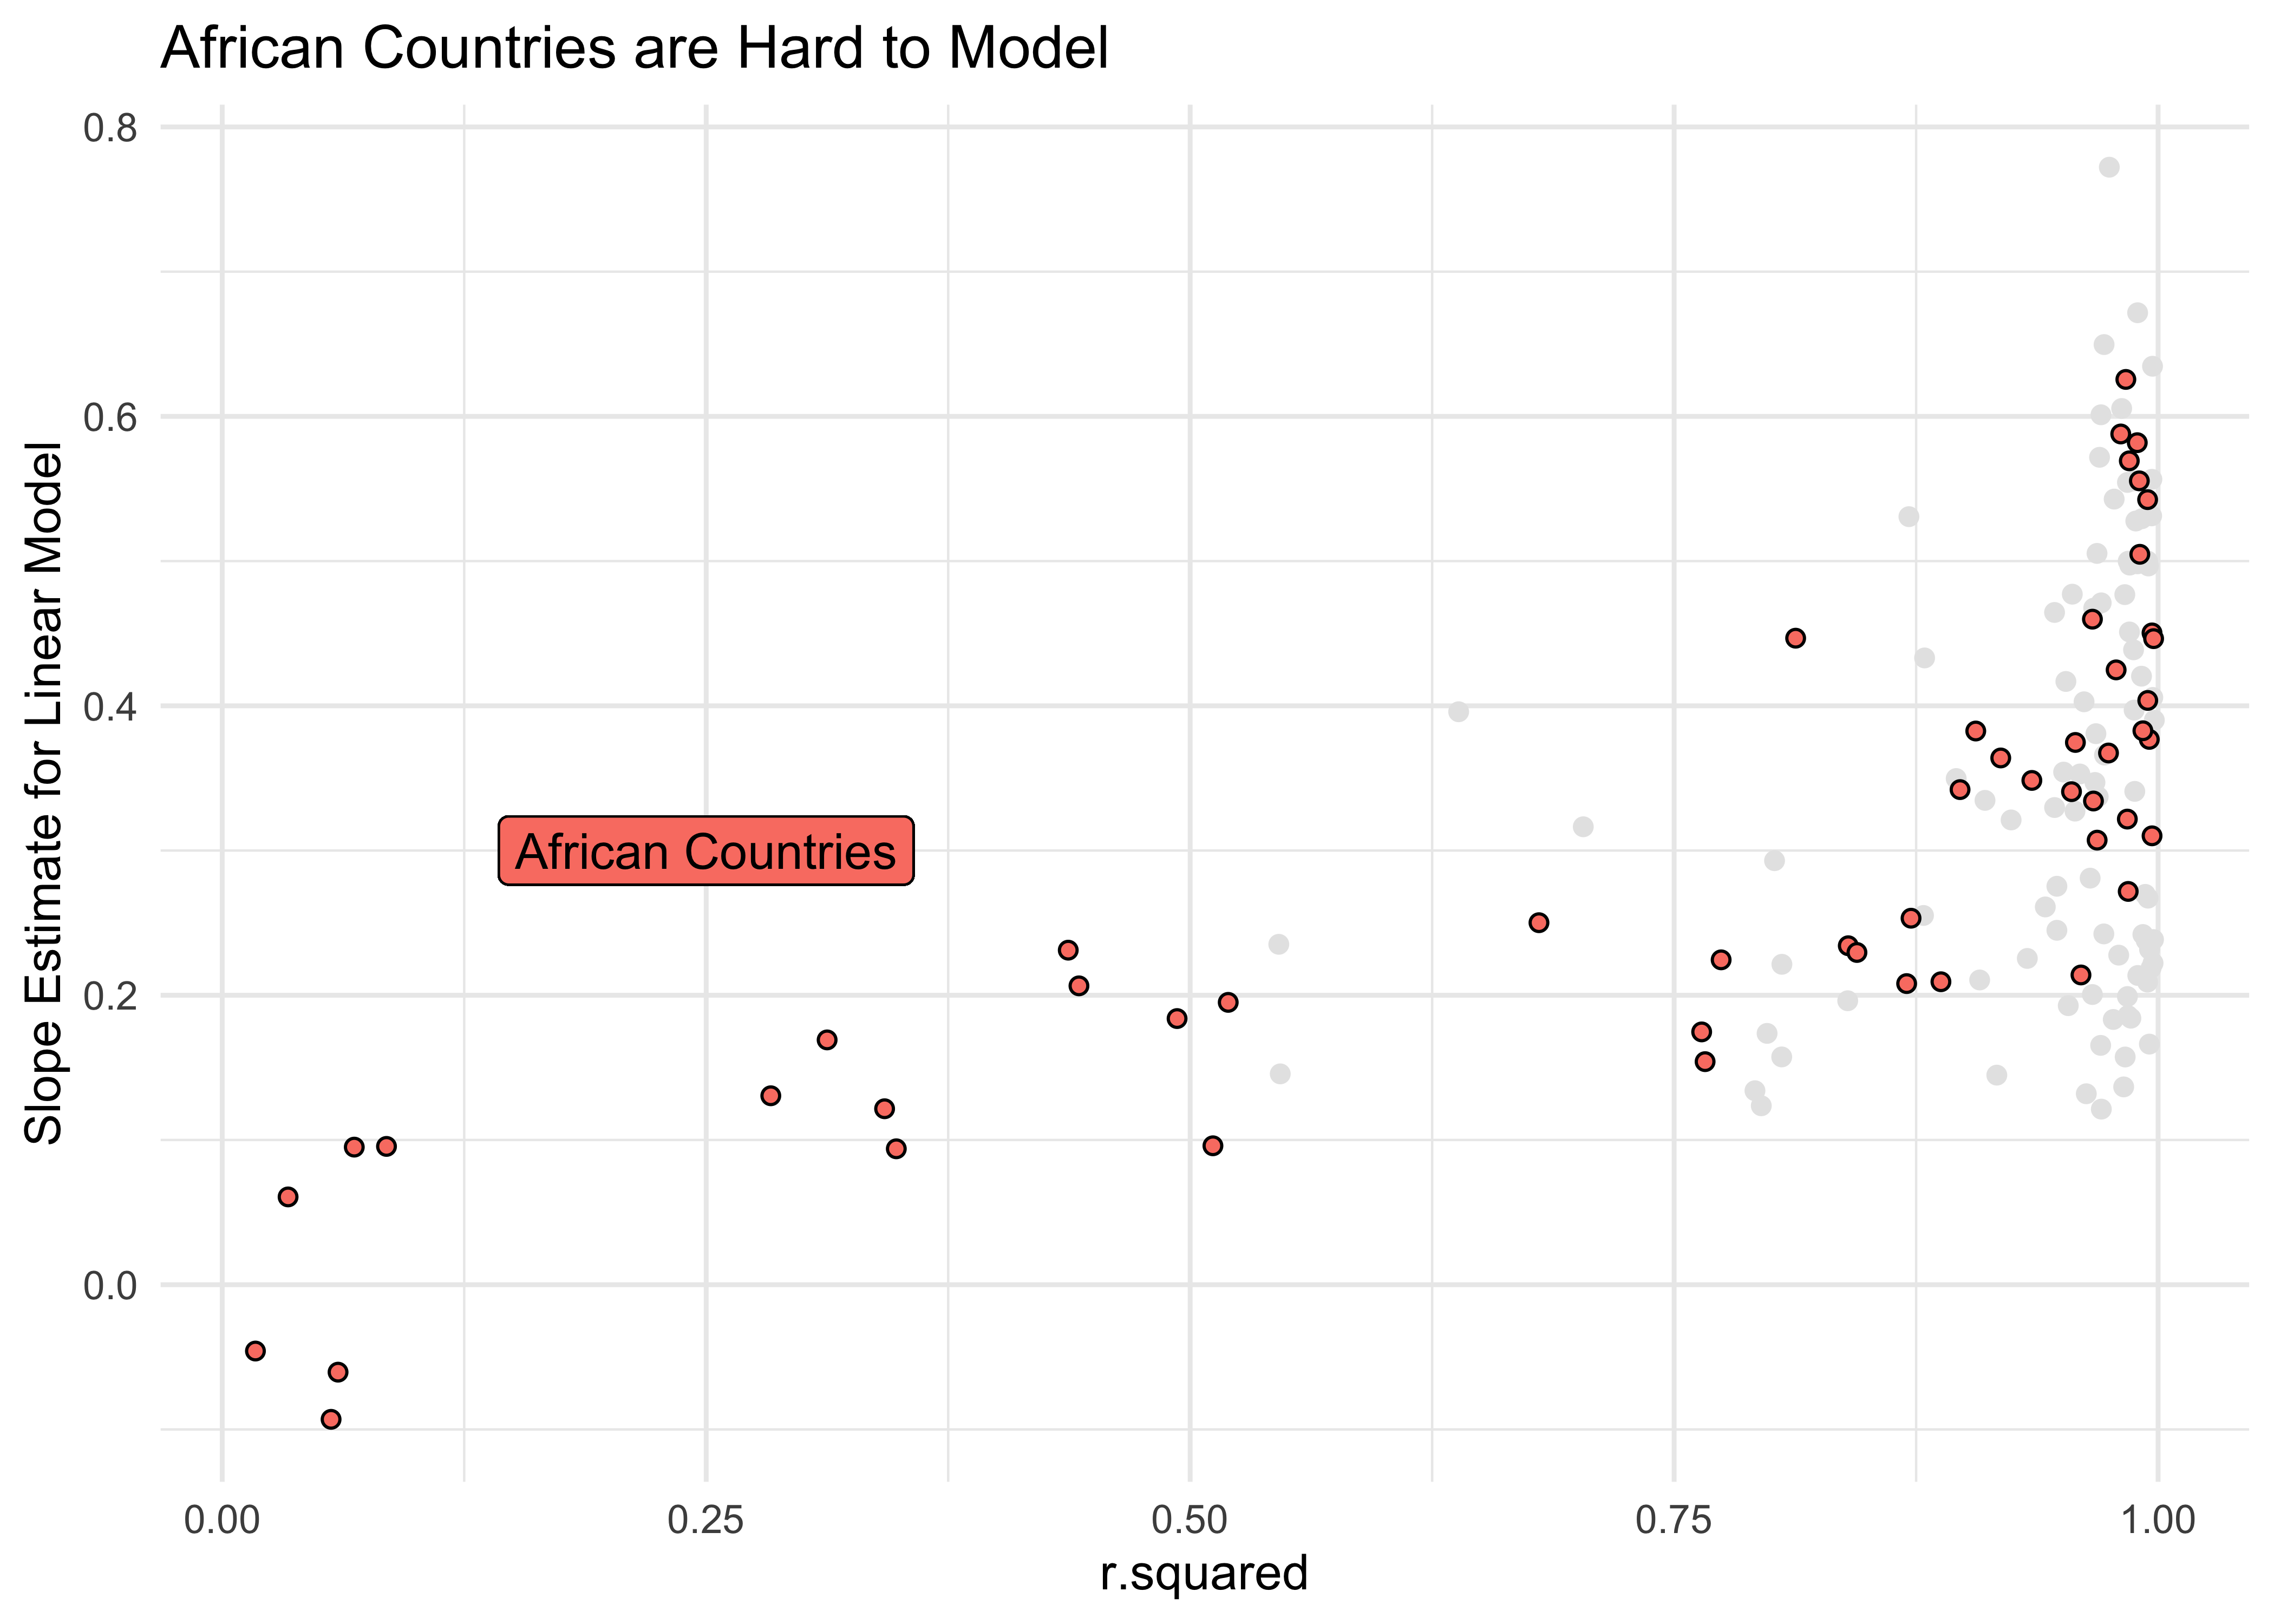 African Countries are Hard to Model
Slope Estimate for Linear Model
0.8
0.6
0.4
0.2
0.0
African Countries
0.00
0.25
0.50
0.75
1.00
r.squared